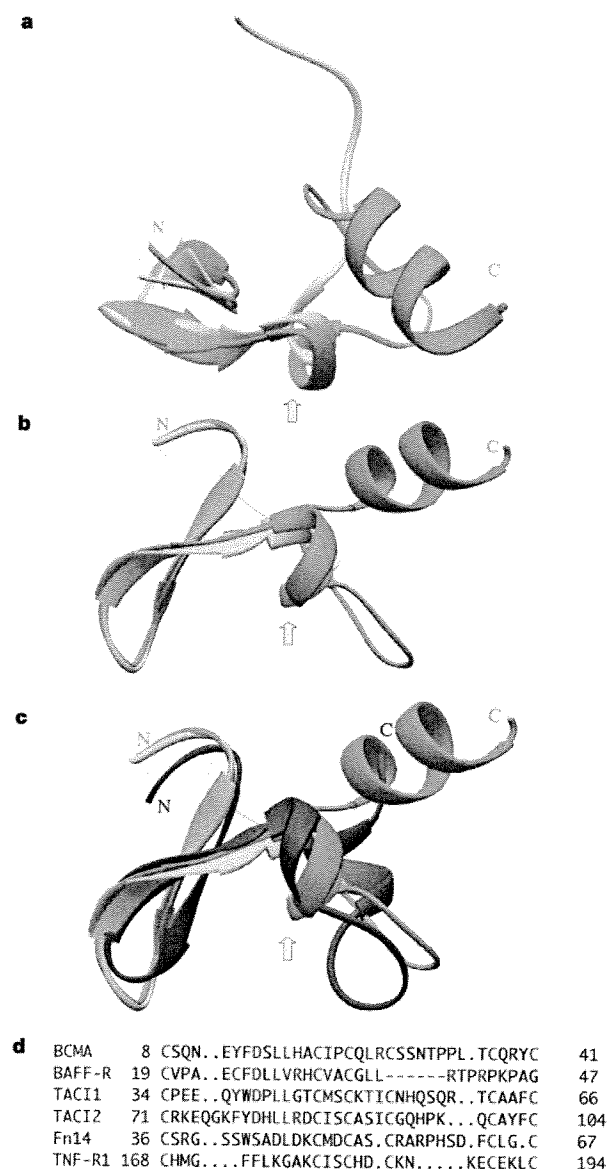 a
N
C
b
N
C
c
N
N
C
C
d
BCMA 8 CSQN..EYFDSLLHACIPCQLRCSSNTPPL.TCQRYC 41
BAFF-R 19 CVPA..ECFDLLVRHCVACGLL------RTPRPKPAG 47
TACI1 34 CPEE..QYWDPLLGTCMSCKTICNHQSQR..TCAAFC 66
TACI2 71 CRKEQGKFYDHLLRDCISCASICGQHPK...QCAYFC 104
Fn14 36 CSRG..SSWSADLDKCMDCAS.CRARPHSD.FCLG.C 67
TNF-R1 168 CHMG....FFLKGAKCISCHD.CKN.....KECEKLC 194